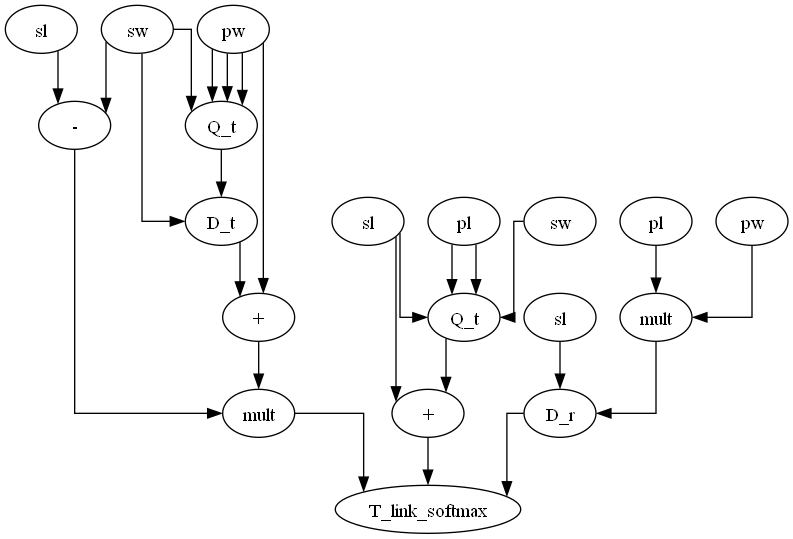 sl sw pw
- Q_t
D_t sl pl sw pl pw
+ Q_t sl mult
mult + D_r
T_link_softmax